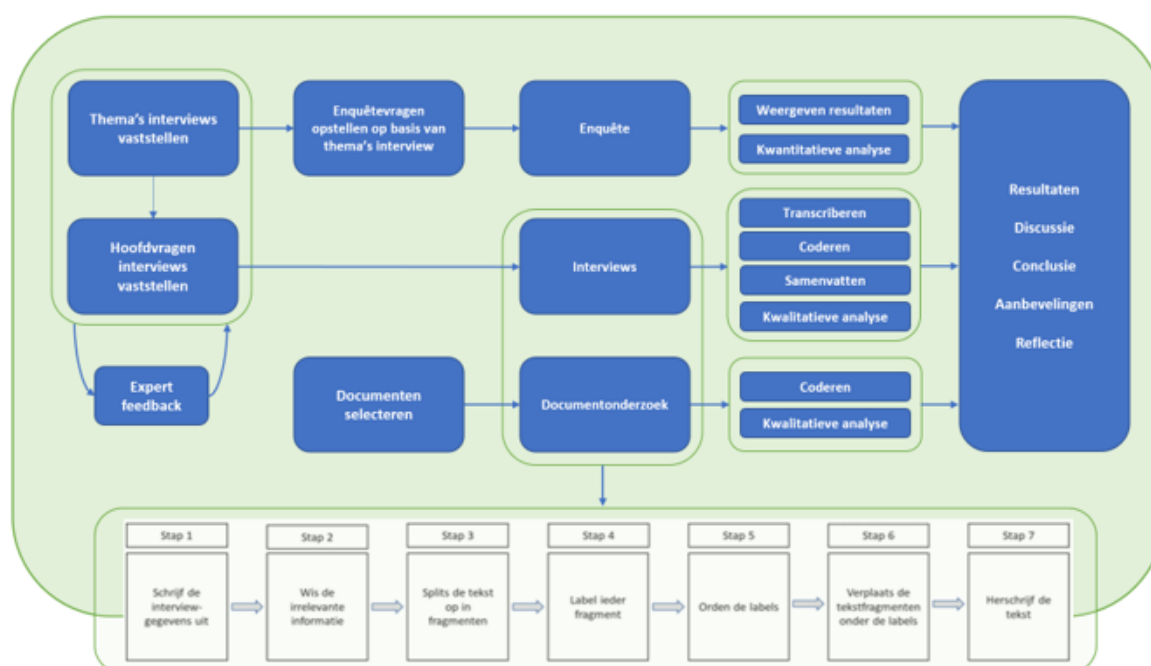 Thema's interviews
vaststellen
Enquêtevragen
opstellen op basis van
thema's interview
Enquête
Weergeven resultaten
Kwantitatieve analyse
Hoofdvragen
interviews
vaststellen
Interviews
Transcriberen
Coderen
Samenvatten
Kwalitatieve analyse
Expert
feedback
Documenten
selecteren
Documentonderzoek
Coderen
Kwalitatieve analyse
Resultaten
Discussie
Conclusie
Aanbevelingen
Reflectie
Stap 1
Schrijf de
interview-
gegevens uit
Stap 2
Wis de
irrelevante
informatie
Stap 3
Splits de tekst
op in
fragmenten
Stap 4
Label ieder
fragment
Stap 5
Orden de labels
Stap 6
Verplaats de
tekstfragmenten
onder de labels
Stap 7
Herschrijf de
tekst